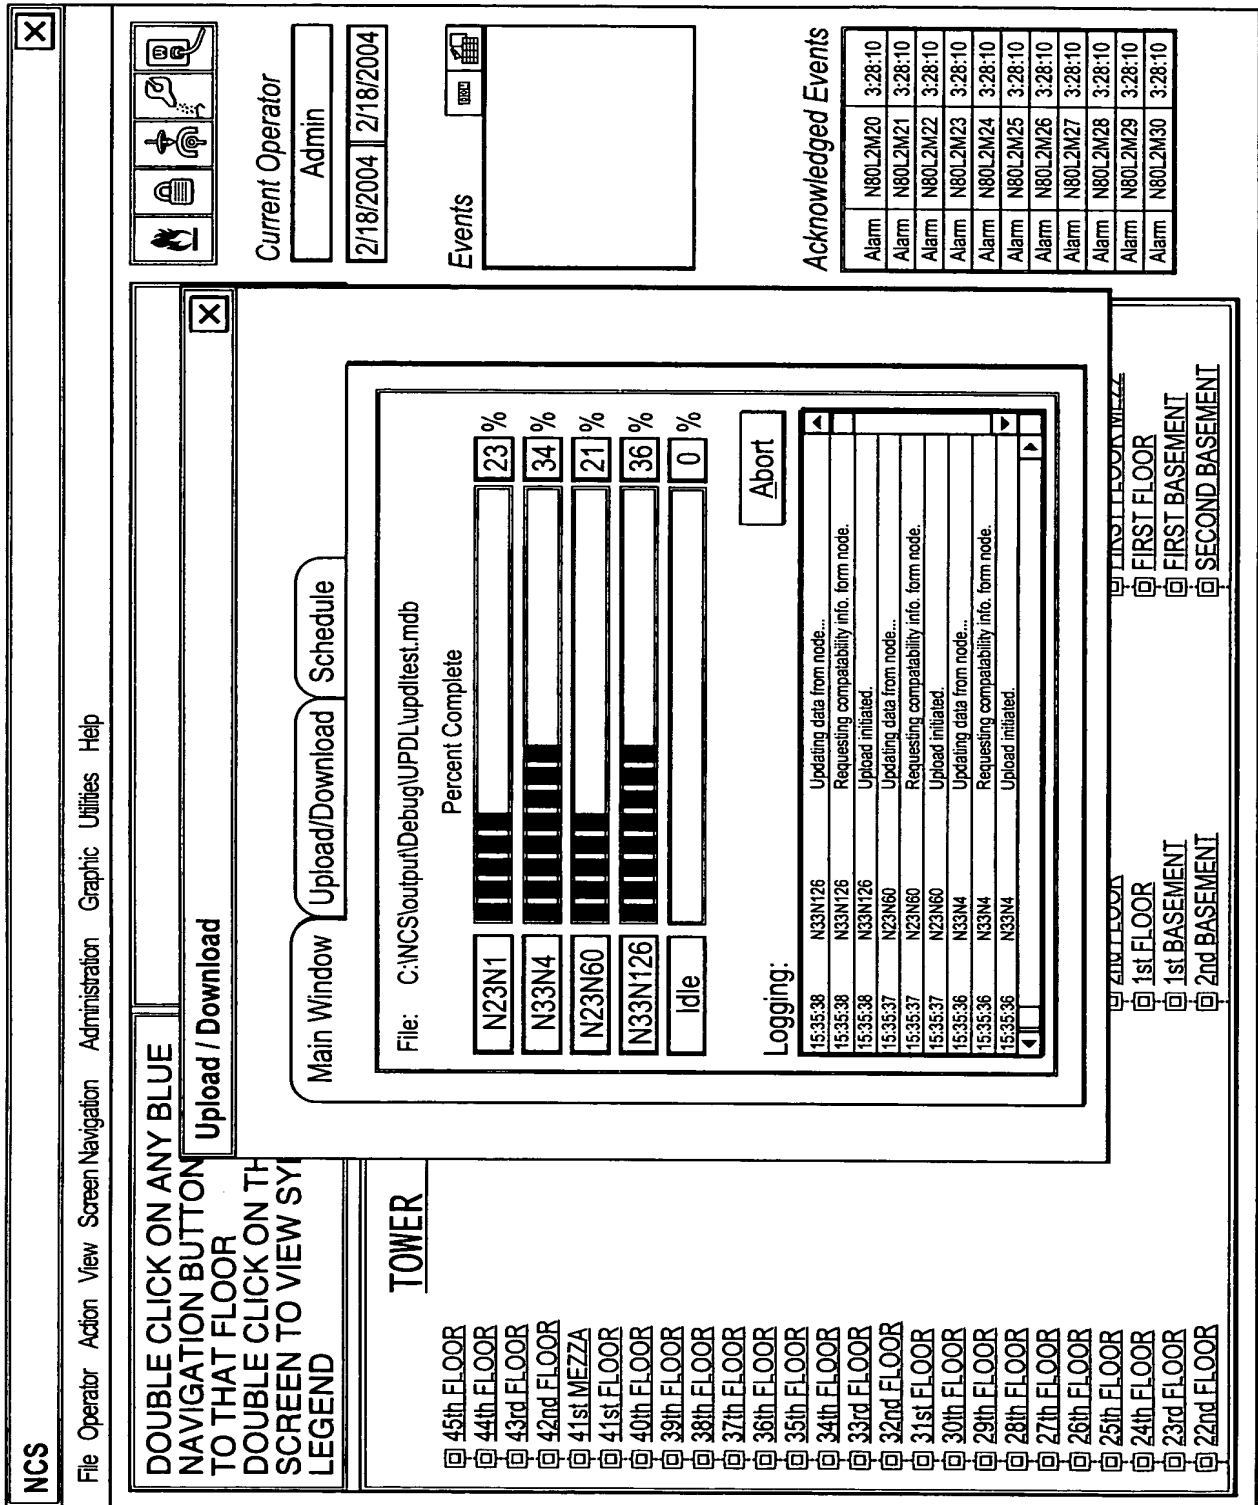 NCS
File Operator Action View Screen Navigation Administration Graphic Utilities Help
DOUBLE CLICK ON ANY BLUE
NAVIGATION BUTTON
TO THAT FLOOR
DOUBLE CLICK ON TH
SCREEN TO VIEW SY
LEGEND
Current Operator
Admin
2/18/2004 2/18/2004
Events
Acknowledged Events
Alarm N80L2M20 3:28:10
Alarm N80L2M21 3:28:10
Alarm N80L2M22 3:28:10
Alarm N80L2M23 3:28:10
Alarm N80L2M24 3:28:10
Alarm N80L2M25 3:28:10
Alarm N80L2M26 3:28:10
Alarm N80L2M27 3:28:10
Alarm N80L2M28 3:28:10
Alarm N80L2M29 3:28:10
Alarm N80L2M30 3:28:10
Upload / Download
Main Window Upload/Download Schedule
File: C:\NCS\output\Debug\UPDL\updltest.mdb
Percent Complete
N23N1 23 %
N33N4 34 %
N23N60 21 %
N33N126 36 %
Idle 0 %
Abort
Logging:
15:35:38 N33N126 Updating data from node...
15:35:38 N33N126 Requesting compatability info. form node.
15:35:38 N33N126 Upload initiated.
15:35:37 N23N60 Updating data from node...
15:35:37 N23N60 Requesting compatability info. form node.
15:35:37 N23N60 Upload initiated.
15:35:36 N33N4 Updating data from node...
15:35:36 N33N4 Requesting compatability info. form node.
15:35:36 N33N4 Upload initiated.
TOWER
45th FLOOR
44th FLOOR
43rd FLOOR
42nd FLOOR
41st MEZZA
41st FLOOR
40th FLOOR
39th FLOOR
38th FLOOR
37th FLOOR
36th FLOOR
35th FLOOR
34th FLOOR
33rd FLOOR
32nd FLOOR
31st FLOOR
30th FLOOR
29th FLOOR
28th FLOOR
27th FLOOR
26th FLOOR
25th FLOOR
24th FLOOR
23rd FLOOR
22nd FLOOR
2nd FLOOR
1st FLOOR
1st BASEMENT
2nd BASEMENT
FIRST FLOOR MEZZ
FIRST FLOOR
FIRST BASEMENT
SECOND BASEMENT